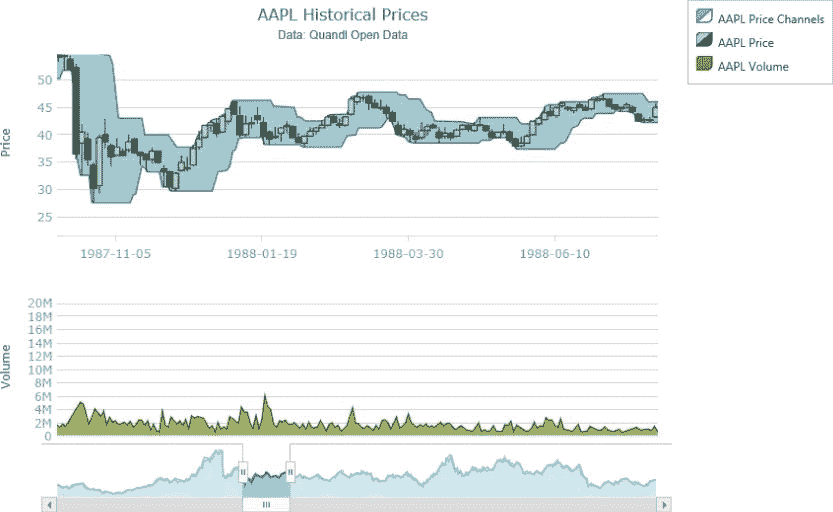 AAPL Historical Prices
Data: Quandl Open Data
AAPL Price Channels
AAPL Price
AAPL Volume
Price
50
45
40
35
30
25
1987-11-05
1988-01-19
1988-03-30
1988-06-10
Volume
20M
18M
16M
14M
12M
10M
8M
6M
4M
2M
0